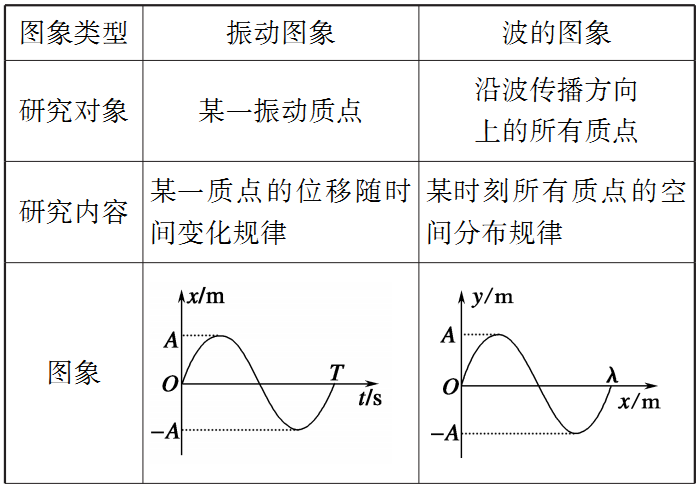 图象类型 振动图象 波的图象
研究对象 某一振动质点 沿波传播方向
上的所有质点
研究内容 某一质点的位移随时
间变化规律 某时刻所有质点的空
间分布规律
图象
x/m
A
O
T
t/s
−A
y/m
A
O
λ
x/m
−A